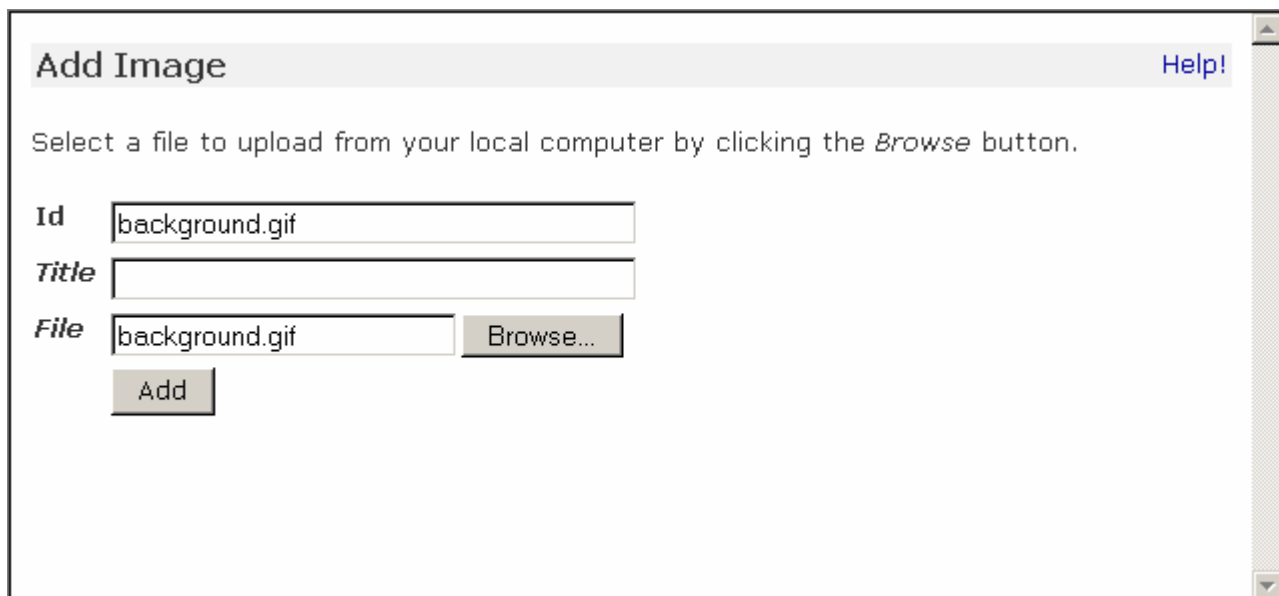 Add Image Help!
Select a file to upload from your local computer by clicking the Browse button.
Id background.gif
Title
File background.gif Browse...
Add